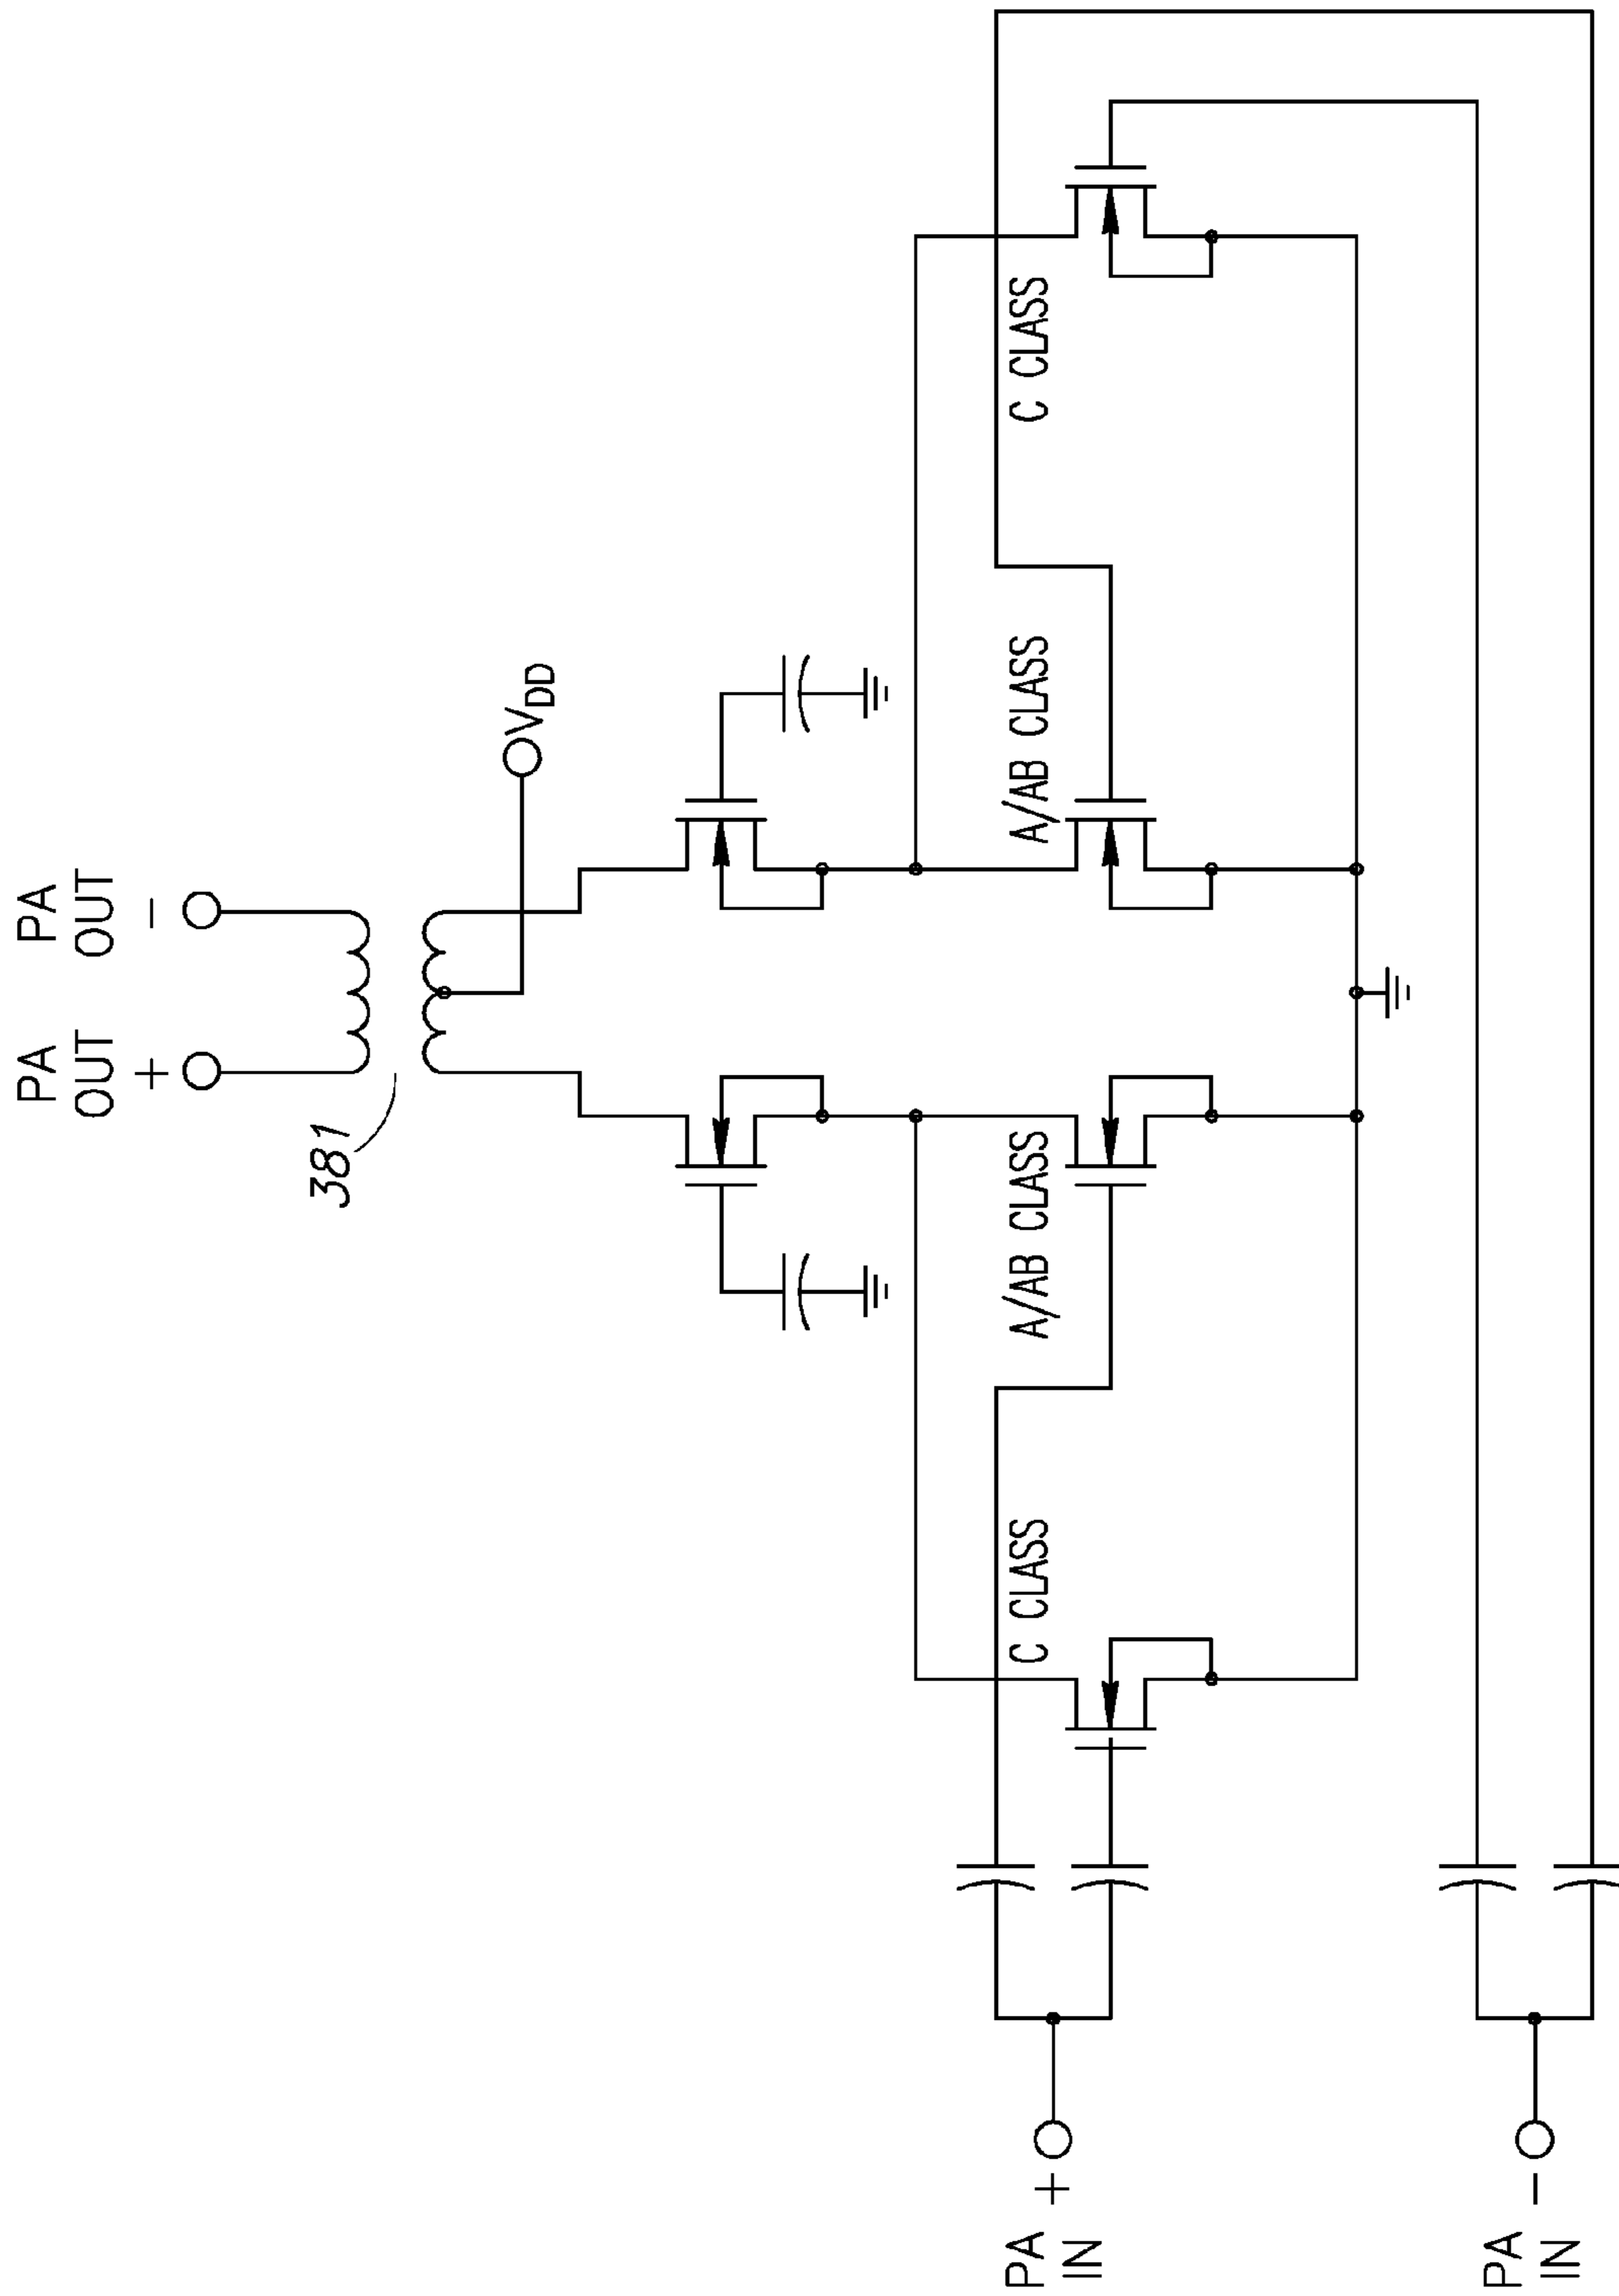 PA
OUT
+
PA
OUT
−
381
VDD
C CLASS
A/AB CLASS
A/AB CLASS
C CLASS
PA
IN
+
PA
IN
−